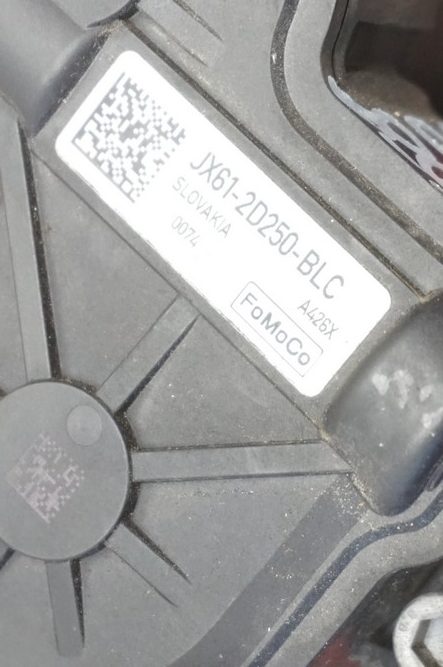 JX61-2D250-BLC
SLOVAKIA
0074
A426X
FoMoCo